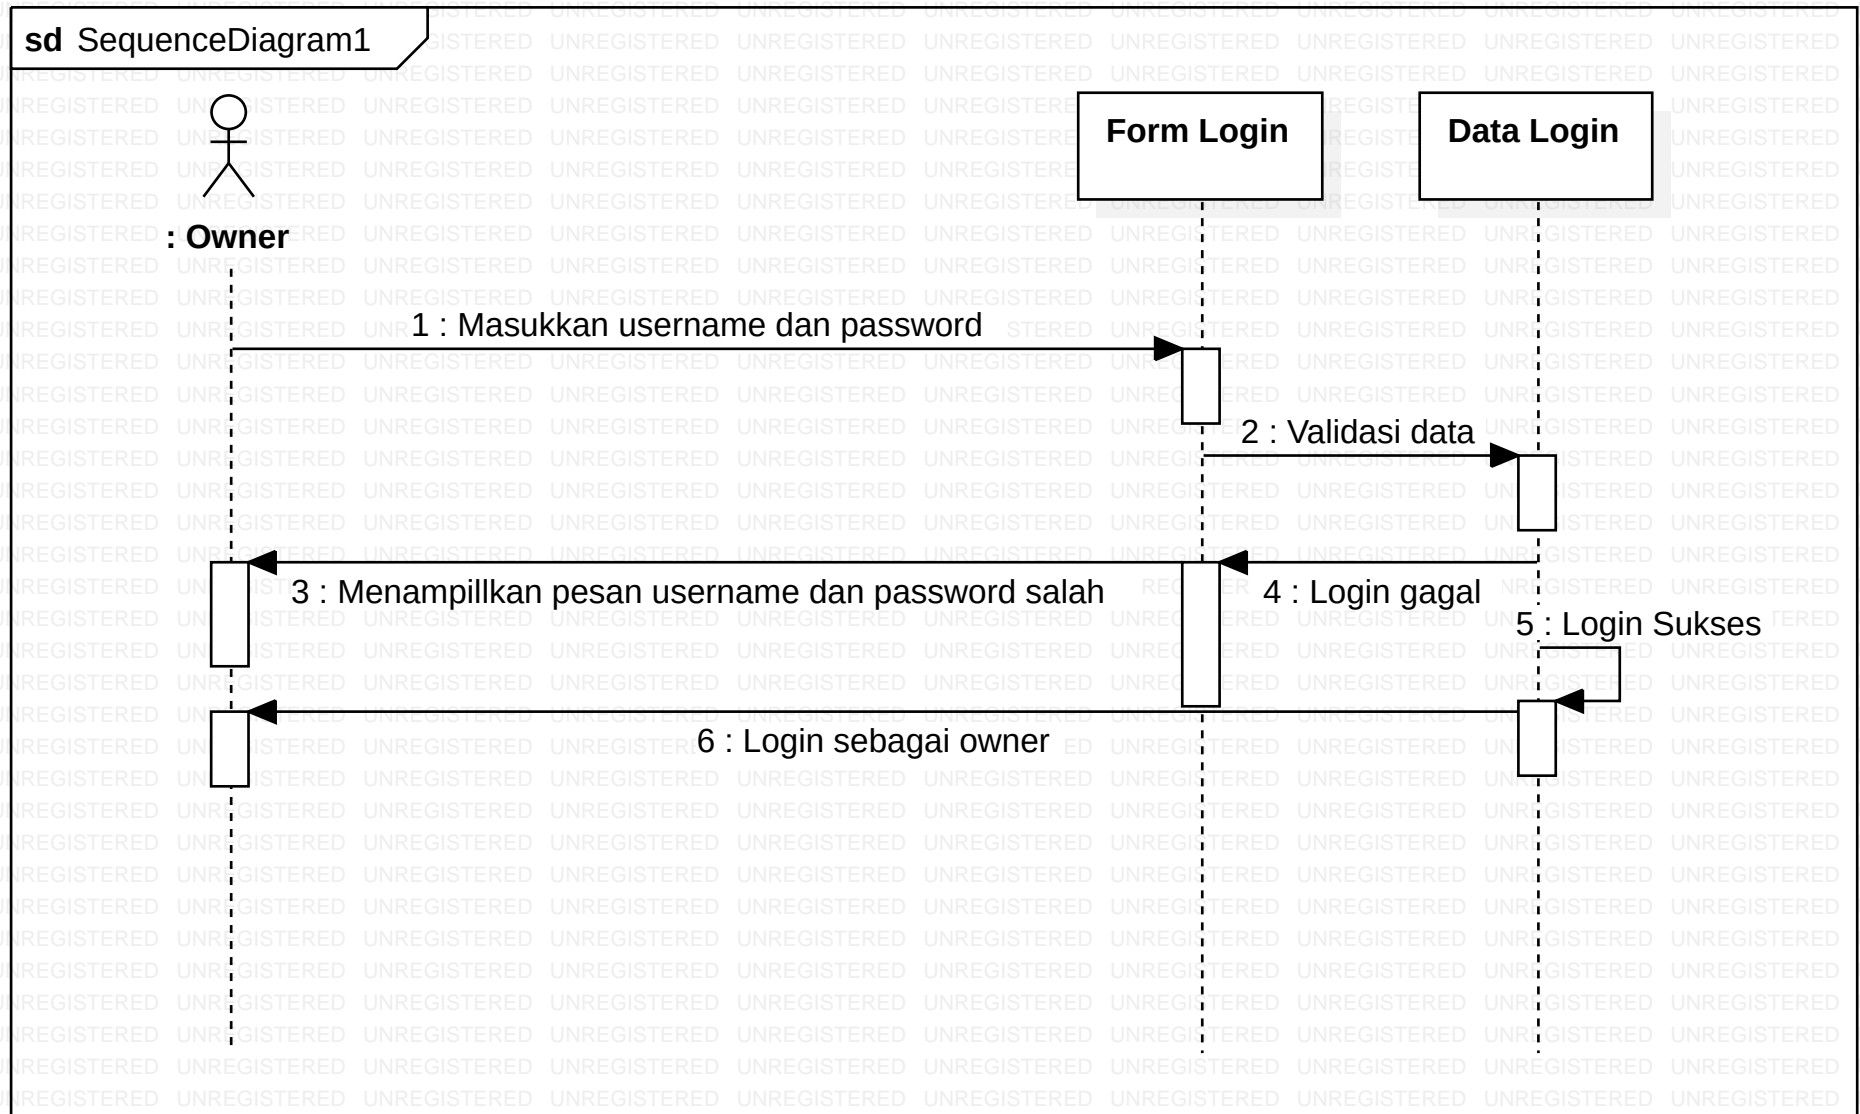 sd SequenceDiagram1
Form Login
Data Login
: Owner
1 : Masukkan username dan password
2 : Validasi data
3 : Menampillkan pesan username dan password salah
4 : Login gagal
5 : Login Sukses
6 : Login sebagai owner
UNREGISTERED